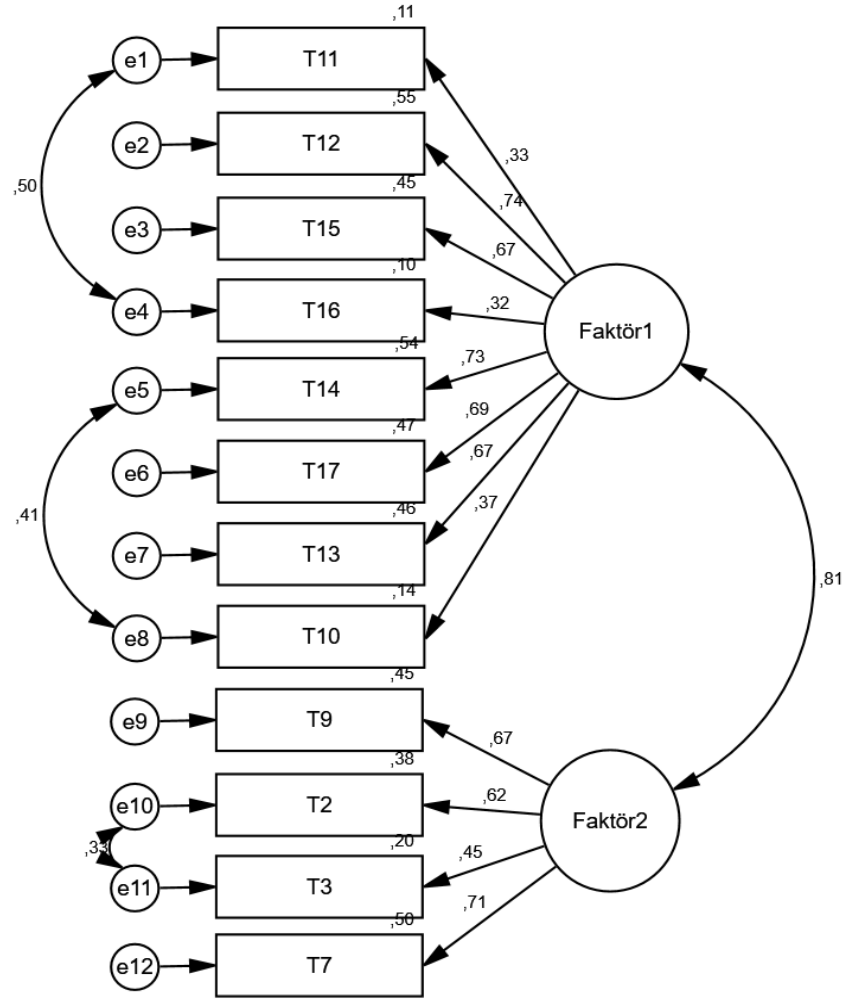 ,11
e1
T11
,55
e2
T12
,33
,45
,50
,74
e3
T15
,67
,10
e4
T16
,32
Faktör1
,54
e5
T14
,73
,47
e6
T17
,69
,41
,46
,67
e7
T13
,37
,14
e8
T10
,81
,45
e9
T9
,67
,38
e10
T2
,62
Faktör2
,33
,20
e11
T3
,45
,50
e12
T7
,71